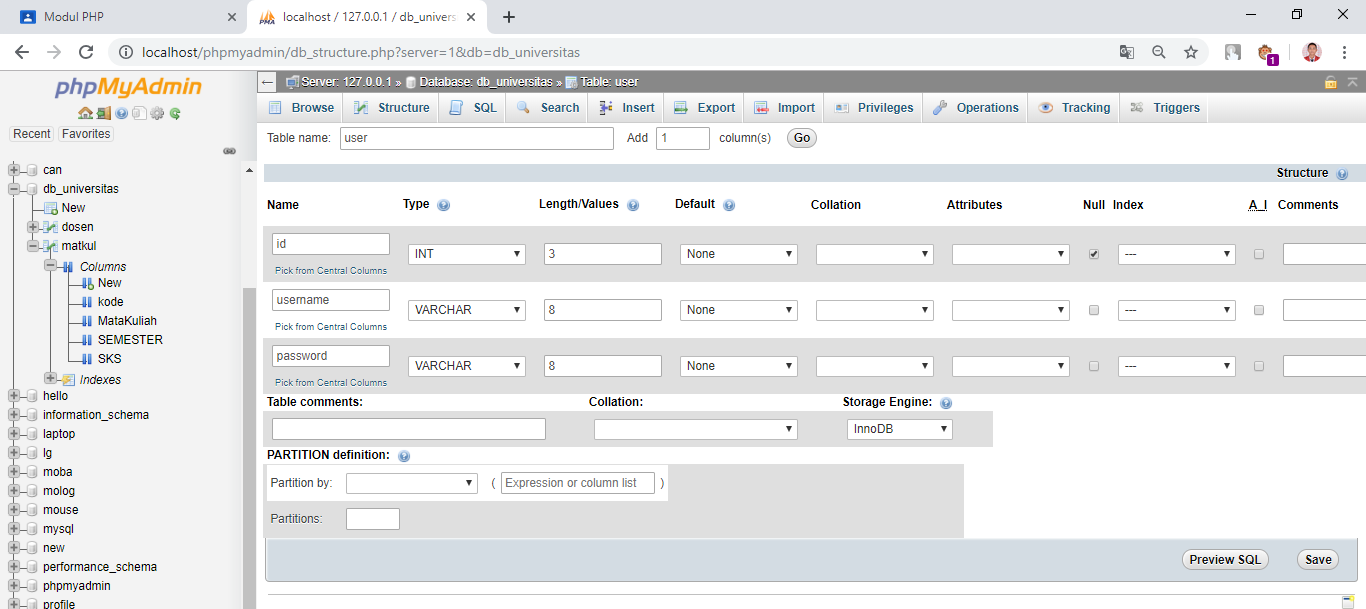 Modul PHP
localhost / 127.0.0.1 / db_univers
localhost/phpmyadmin/db_structure.php?server=1&db=db_universitas
1
phpMyAdmin
Recent
Favorites
can
db_universitas
New
dosen
matkul
Columns
New
kode
MataKuliah
SEMESTER
SKS
Indexes
hello
information_schema
laptop
lg
moba
molog
mouse
mysql
new
performance_schema
phpmyadmin
profile
Server: 127.0.0.1 » Database: db_universitas » Table: user
Browse Structure SQL Search Insert Export Import Privileges Operations Tracking Triggers
Table name: user Add 1 column(s) Go
Structure
Name Type Length/Values Default Collation Attributes Null Index A_I Comments
id INT 3 None ---
Pick from Central Columns
username VARCHAR 8 None ---
Pick from Central Columns
password VARCHAR 8 None ---
Pick from Central Columns
Table comments: Collation: Storage Engine:
InnoDB
PARTITION definition:
Partition by: ( Expression or column list )
Partitions:
Preview SQL Save